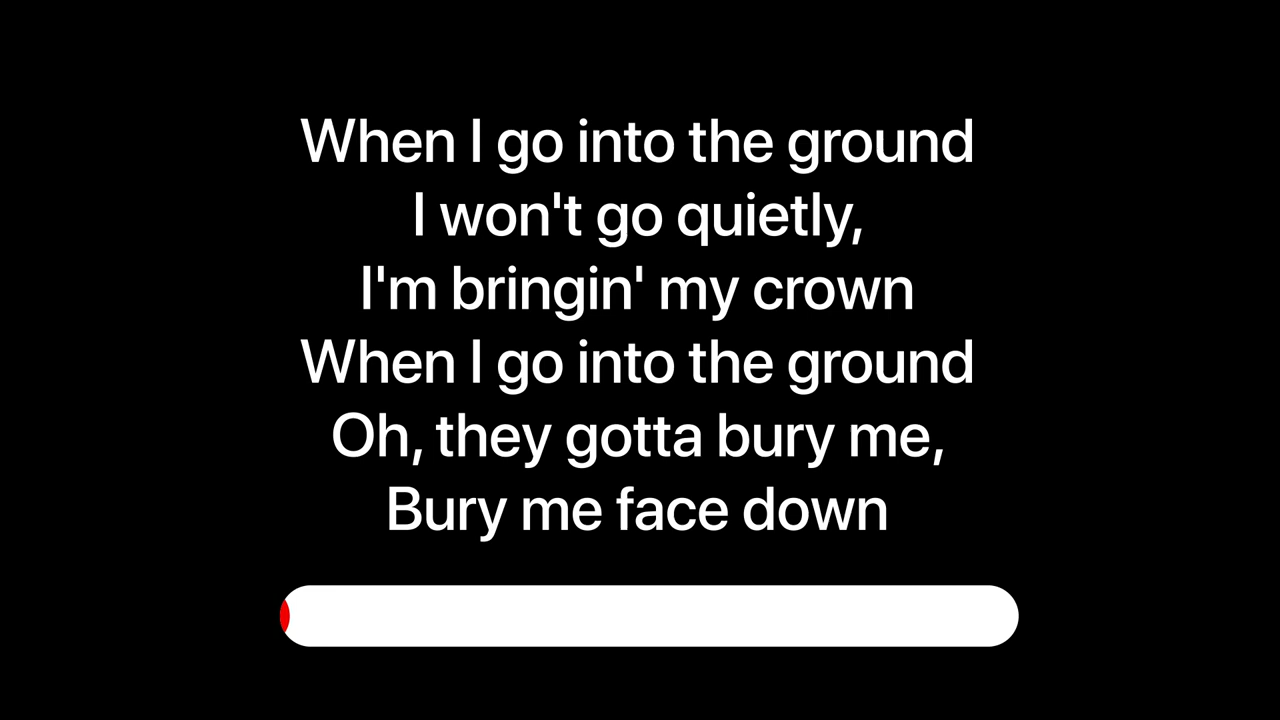 When I go into the ground
I won't go quietly,
I'm bringin' my crown
When I go into the ground
Oh, they gotta bury me,
Bury me face down